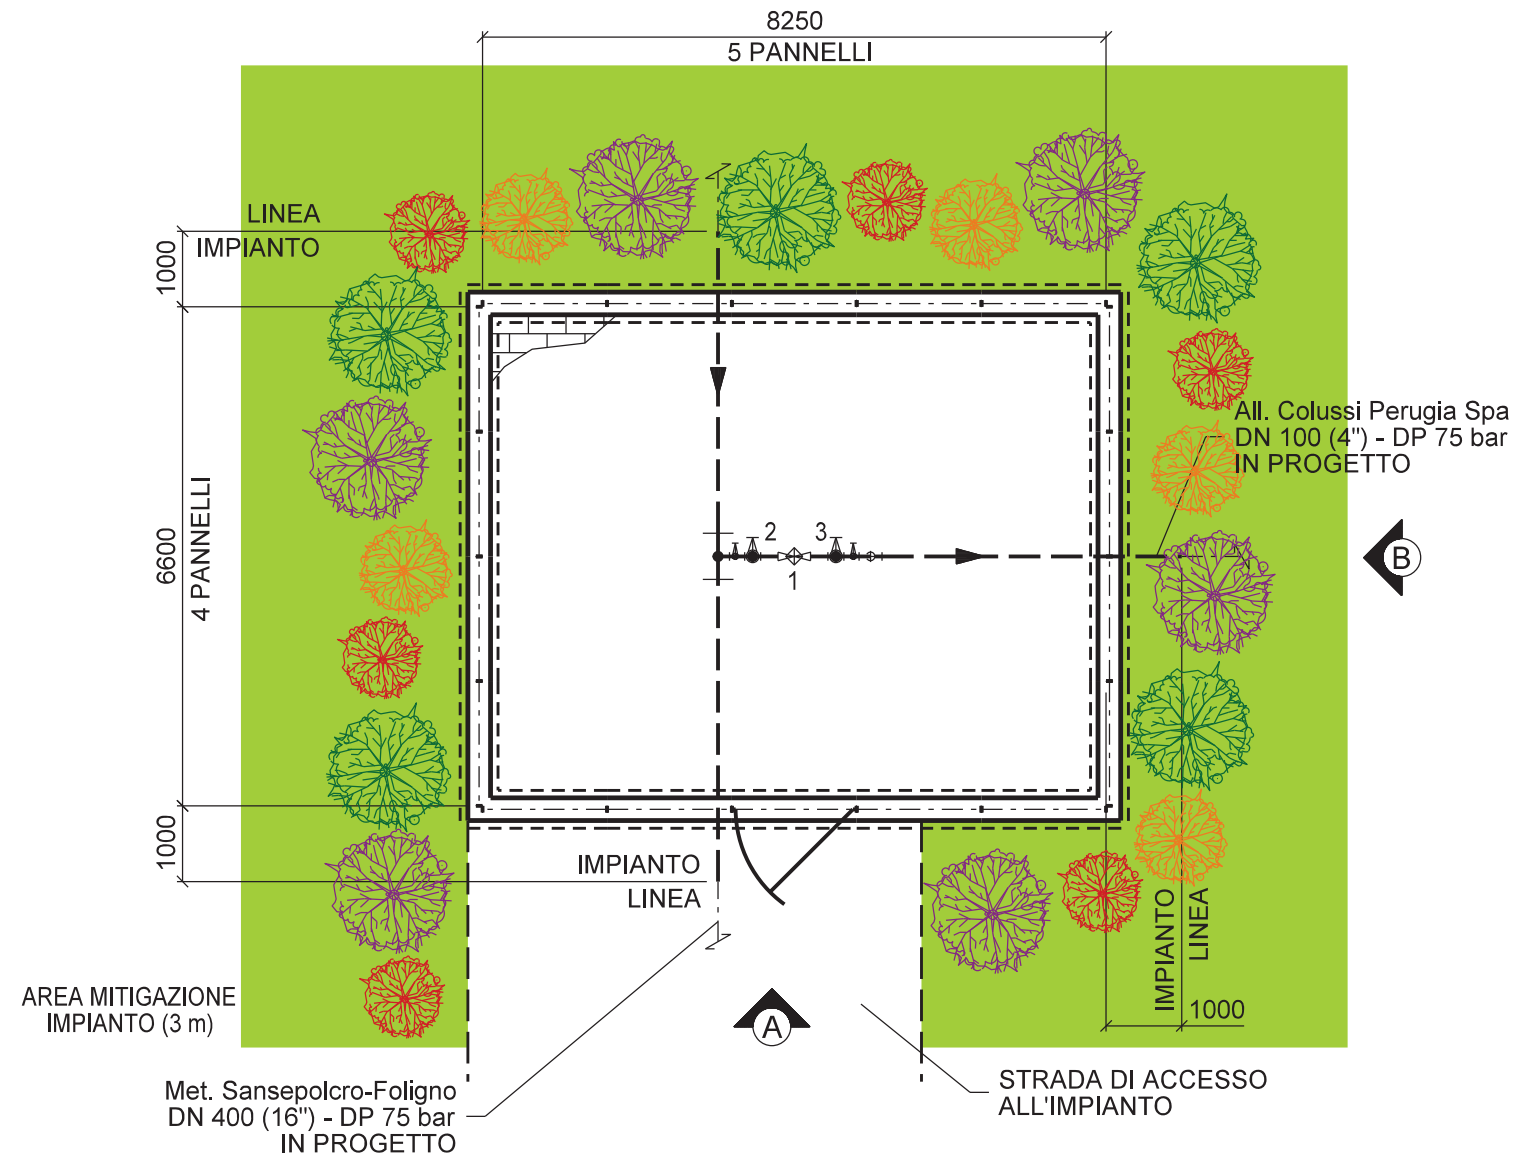 8250
5 PANNELLI
LINEA
IMPIANTO
1000
6600
4 PANNELLI
1000
All. Colussi Perugia Spa
DN 100 (4") - DP 75 bar
IN PROGETTO
2
3
1
B
IMPIANTO
LINEA
IMPIANTO
LINEA
1000
AREA MITIGAZIONE
IMPIANTO (3 m)
A
Met. Sansepolcro-Foligno
DN 400 (16") - DP 75 bar
IN PROGETTO
STRADA DI ACCESSO
ALL'IMPIANTO